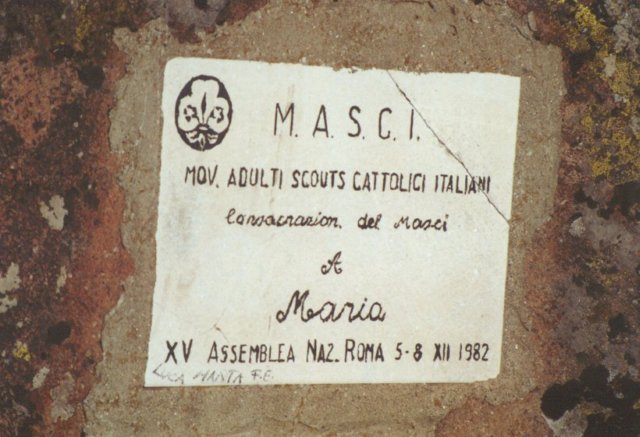 M. A. S. C. I.
MOV. ADULTI SCOUTS CATTOLICI ITALIANI
Consacrazion. del Masci
A
Maria
XV ASSEMBLEA NAZ. ROMA 5-8 XII 1982